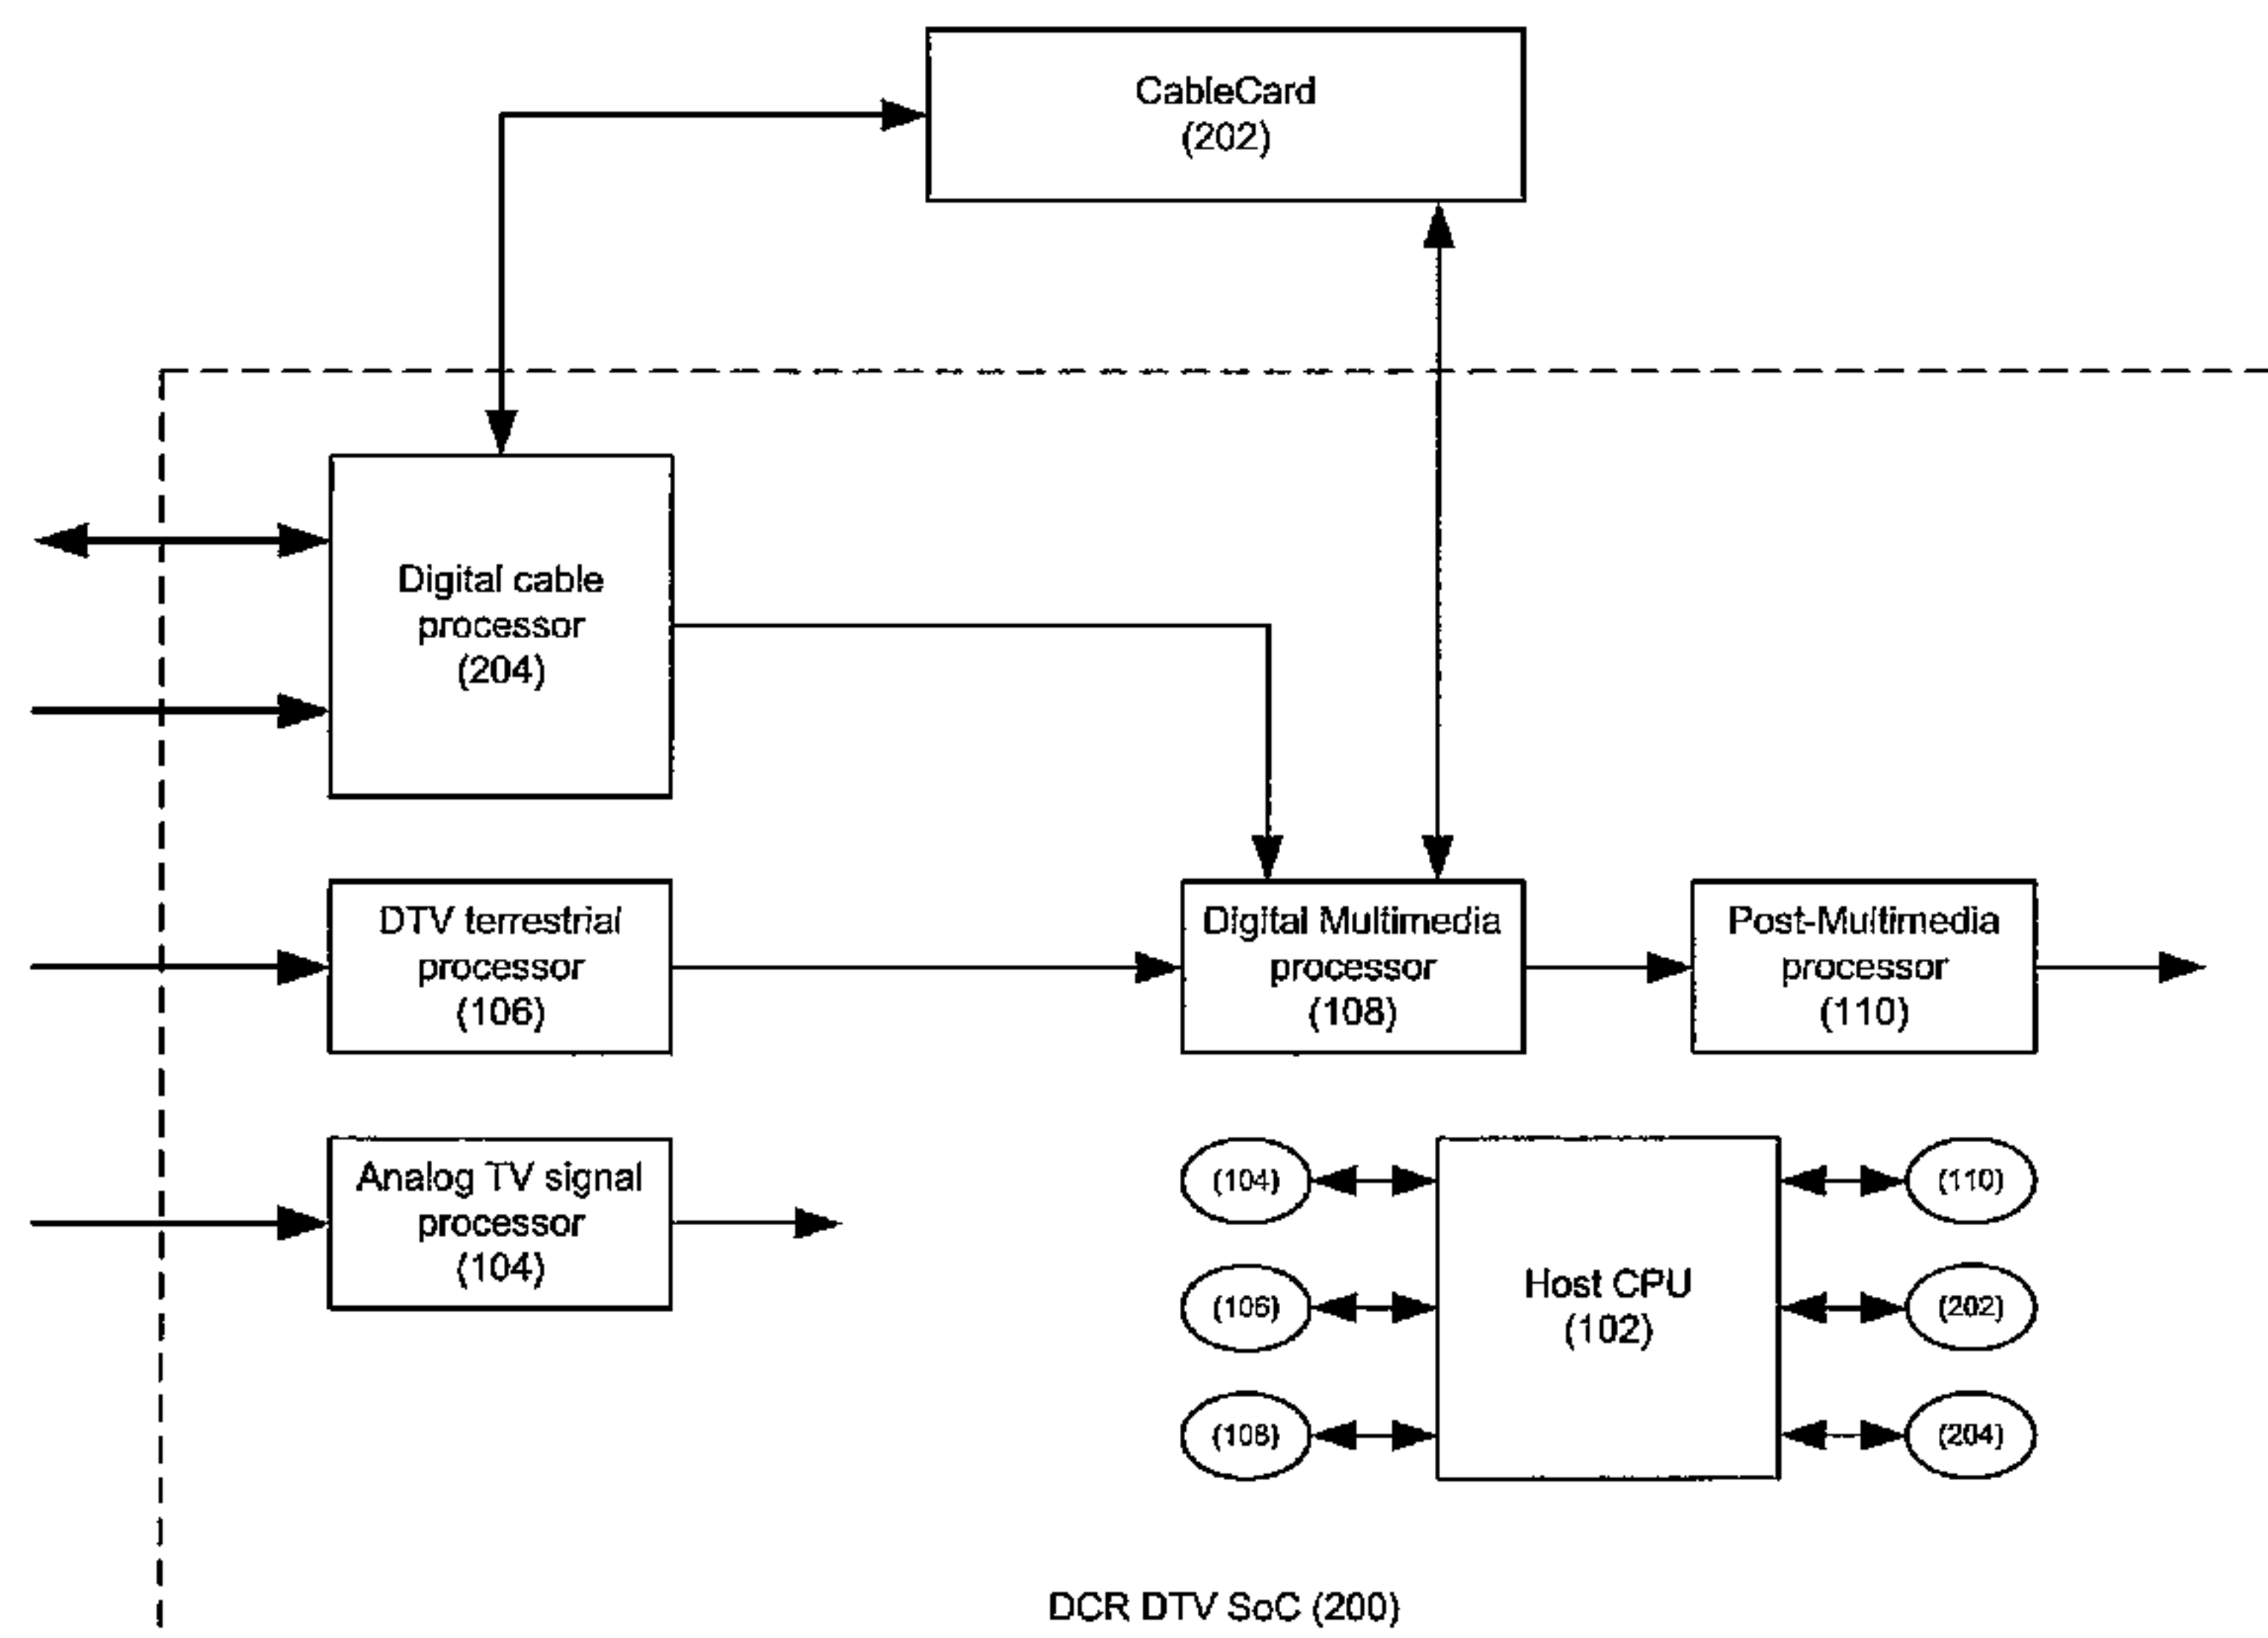 CableCard
(202)
Digital cable
processor
(204)
DTV terrestrial
processor
(106)
Digital Multimedia
processor
(108)
Post-Multimedia
processor
(110)
Analog TV signal
processor
(104)
(104)
(106)
(108)
Host CPU
(102)
(110)
(202)
(204)
DCR DTV SoC (200)